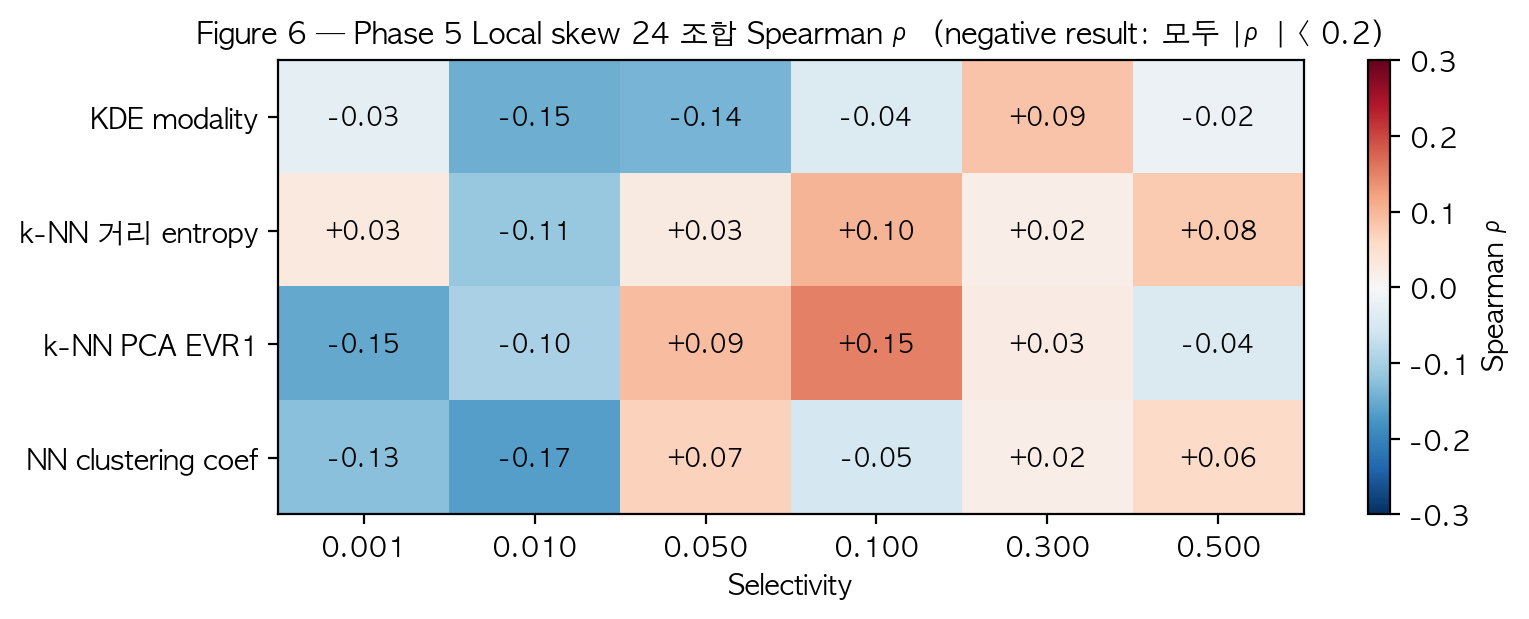 Figure 6 — Phase 5 Local skew 24 조합 Spearman ρ (negative result: 모두 |ρ | < 0.2)
KDE modality
-0.03 -0.15 -0.14 -0.04 +0.09 -0.02
k-NN 거리 entropy
+0.03 -0.11 +0.03 +0.10 +0.02 +0.08
k-NN PCA EVR1
-0.15 -0.10 +0.09 +0.15 +0.03 -0.04
NN clustering coef
-0.13 -0.17 +0.07 -0.05 +0.02 +0.06
0.001 0.010 0.050 0.100 0.300 0.500
Selectivity
0.3
0.2
0.1
0.0
-0.1
-0.2
-0.3
Spearman ρ